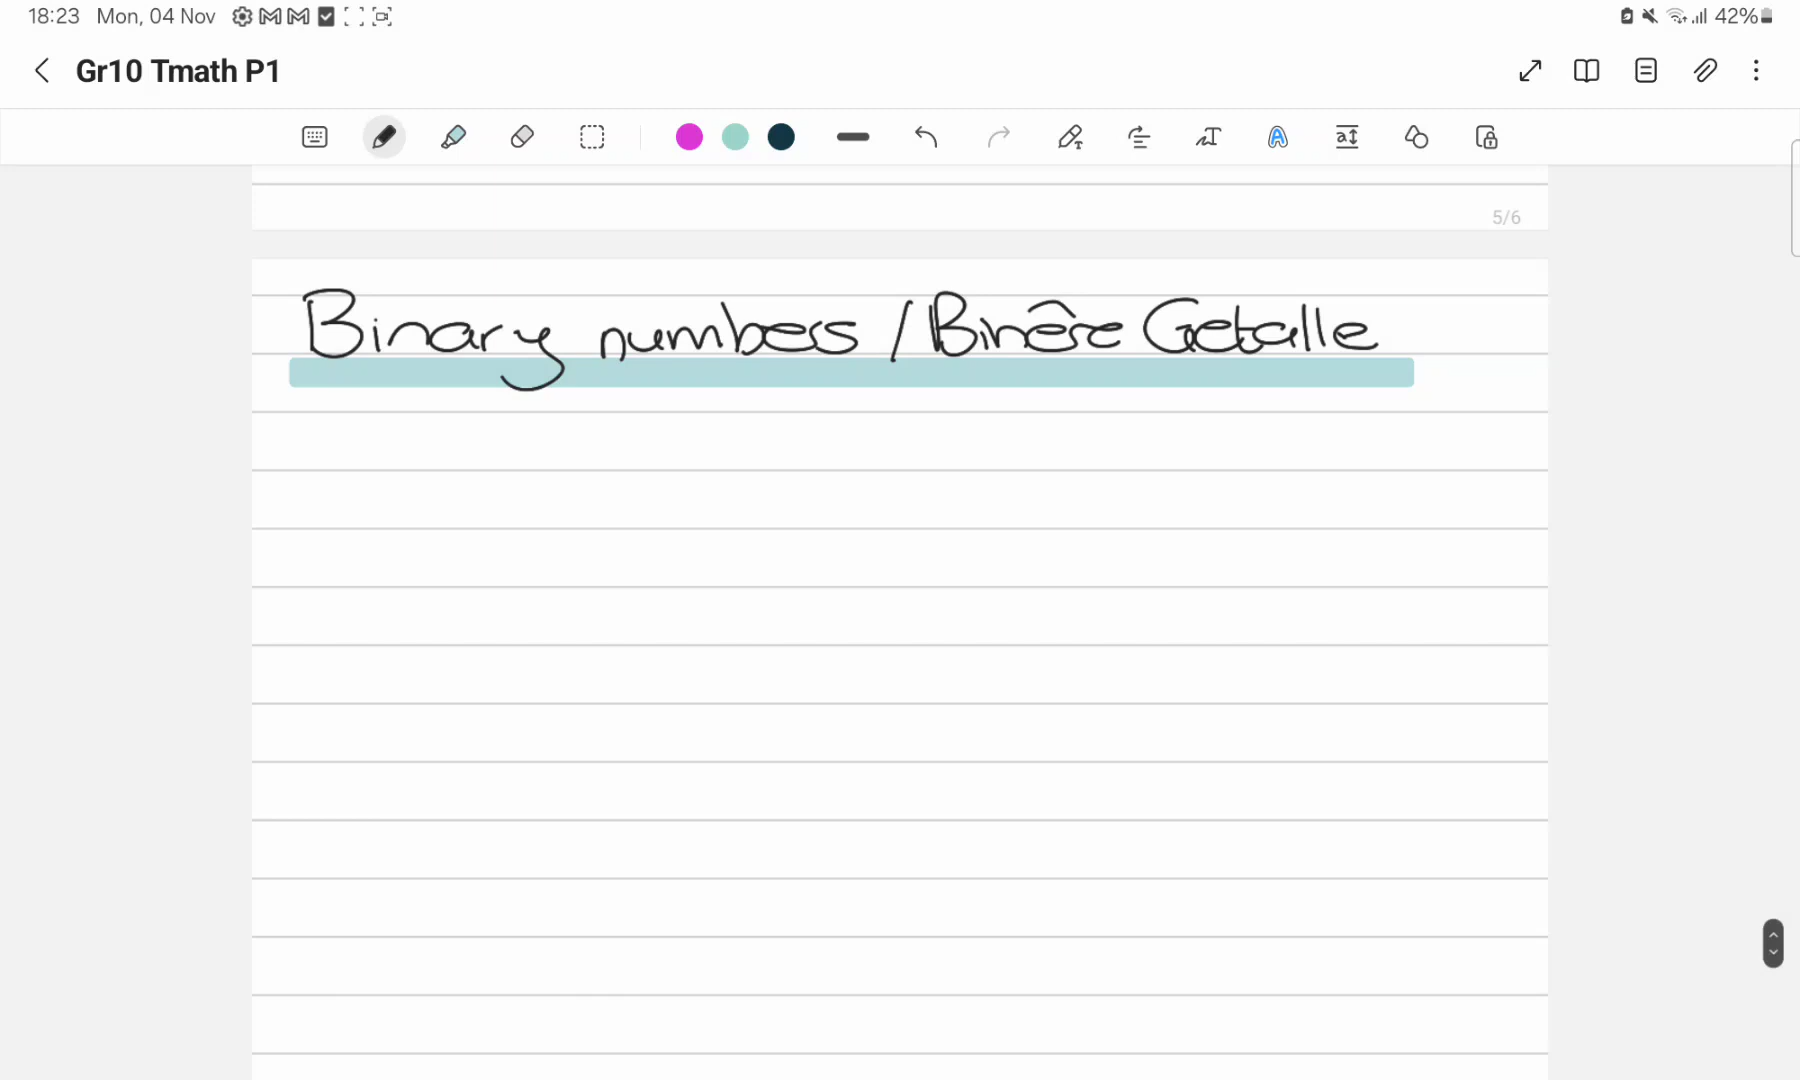 18:23 Mon, 04 Nov 42%
Gr10 Tmath P1
5/6
Binary numbers / Binêre Getalle